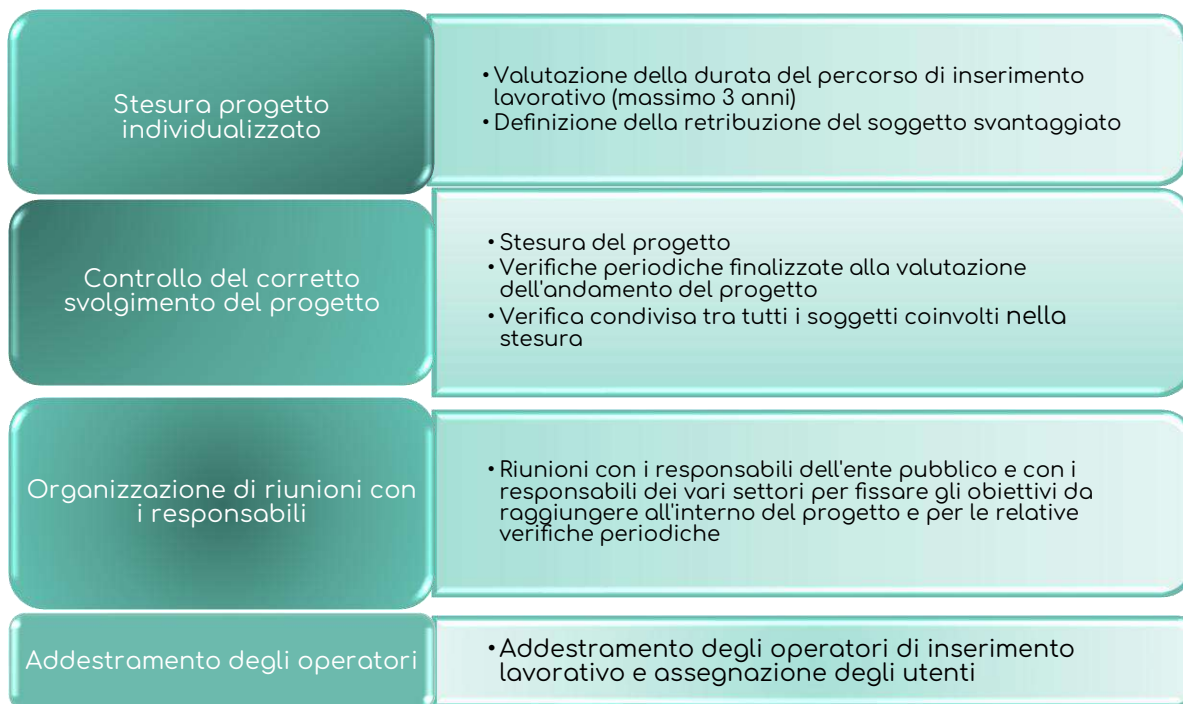 Stesura progetto
individualizzato
• Valutazione della durata del percorso di inserimento
lavorativo (massimo 3 anni)
• Definizione della retribuzione del soggetto svantaggiato
Controllo del corretto
svolgimento del progetto
• Stesura del progetto
• Verifiche periodiche finalizzate alla valutazione
dell'andamento del progetto
• Verifica condivisa tra tutti i soggetti coinvolti nella
stesura
Organizzazione di riunioni con
i responsabili
• Riunioni con i responsabili dell'ente pubblico e con i
responsabili dei vari settori per fissare gli obiettivi da
raggiungere all'interno del progetto e per le relative
verifiche periodiche
Addestramento degli operatori
• Addestramento degli operatori di inserimento
lavorativo e assegnazione degli utenti